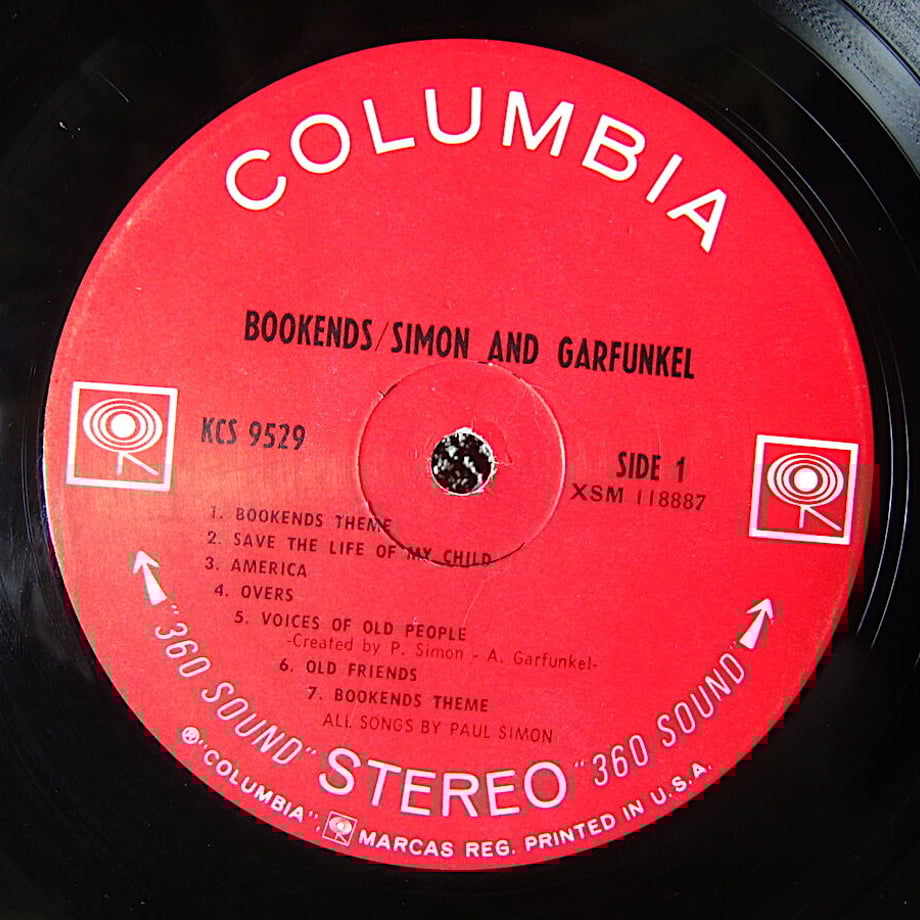 COLUMBIA
BOOKENDS/SIMON AND GARFUNKEL
KCS 9529
SIDE 1
XSM 118887
1. BOOKENDS THEME
2. SAVE THE LIFE OF MY CHILD
3. AMERICA
4. OVERS
5. VOICES OF OLD PEOPLE
-Created by P. Simon - A. Garfunkel-
6. OLD FRIENDS
7. BOOKENDS THEME
ALL SONGS BY PAUL SIMON
"360 SOUND" STEREO "360 SOUND"
® "COLUMBIA", MARCAS REG. PRINTED IN U.S.A.